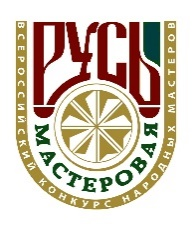 РУСЬ
МАСТЕРОВАЯ
ВСЕРОССИЙСКИЙ КОНКУРС НАРОДНЫХ МАСТЕРОВ